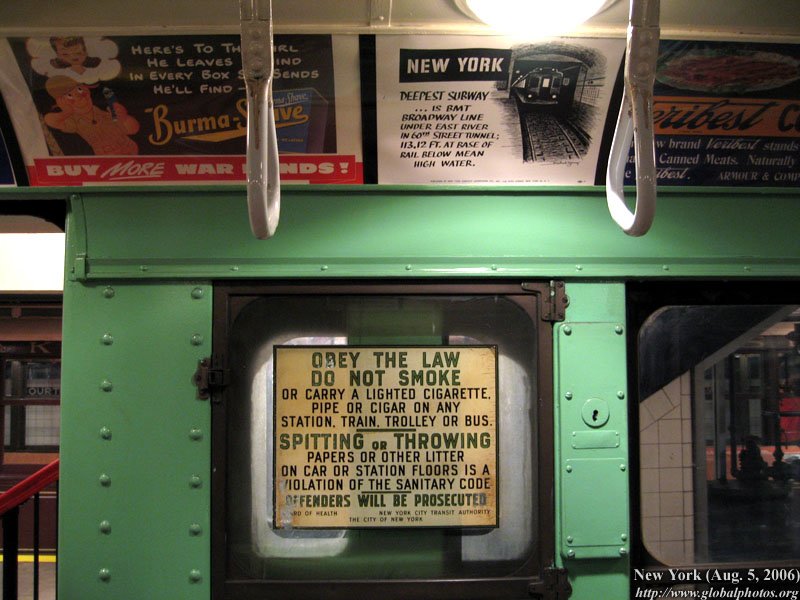 HERE'S TO THE
HE LEAVES
IN EVERY BOX
HE'LL FIND
Burma-Shave
BUY MORE WAR
NEW YORK
DEEPEST SUBWAY
... IS BMT
BROADWAY LINE
UNDER EAST RIVER
IN 60TH STREET TUNNEL;
113.12 FT. AT BASE OF
RAIL BELOW MEAN
HIGH WATER.
brand Veribest stands
Canned Meats. Naturally
ARMOUR &
OBEY THE LAW
DO NOT SMOKE
OR CARRY A LIGHTED CIGARETTE,
PIPE OR CIGAR ON ANY
STATION, TRAIN, TROLLEY OR BUS.
SPITTING OR THROWING
PAPERS OR OTHER LITTER
ON CAR OR STATION FLOORS IS A
VIOLATION OF THE SANITARY CODE
OFFENDERS WILL BE PROSECUTED
OF HEALTH NEW YORK CITY TRANSIT AUTHORITY
THE CITY OF NEW YORK
New York (Aug. 5, 2006)
http://www.globalphotos.org